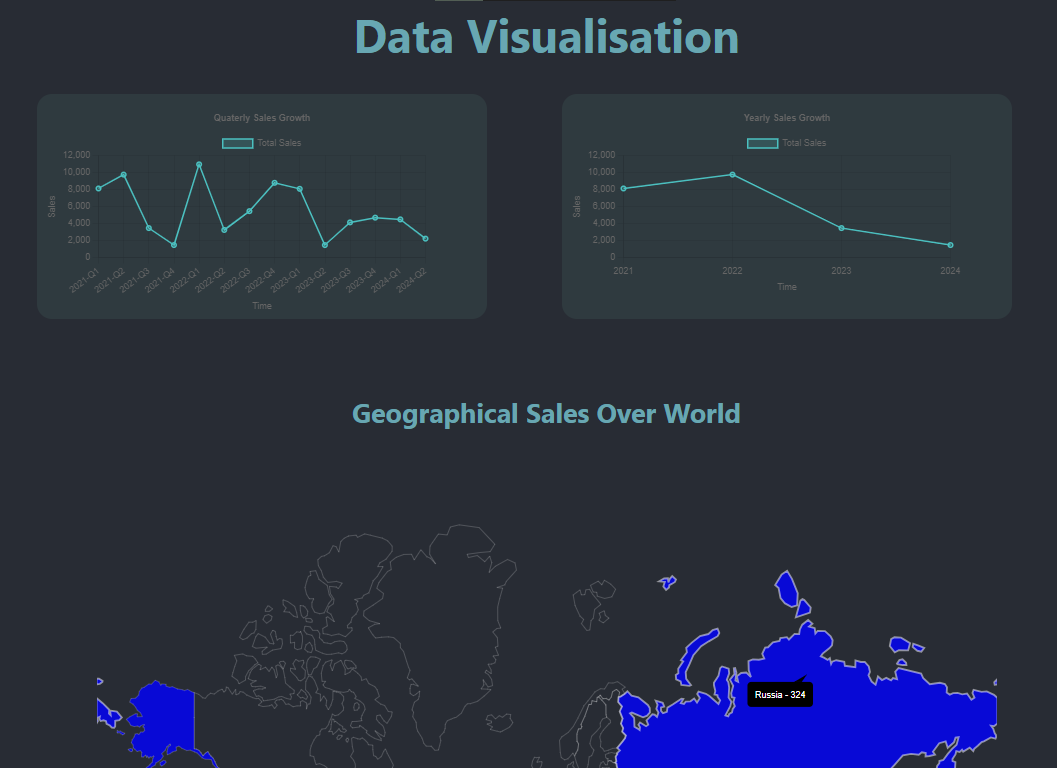 Data Visualisation
Quaterly Sales Growth
Total Sales
12,000
10,000
8,000
6,000
4,000
2,000
0
Sales
2021-Q1
2021-Q2
2021-Q3
2021-Q4
2022-Q1
2022-Q2
2022-Q3
2022-Q4
2023-Q1
2023-Q2
2023-Q3
2023-Q4
2024-Q1
2024-Q2
Time
Yearly Sales Growth
Total Sales
12,000
10,000
8,000
6,000
4,000
2,000
0
Sales
2021
2022
2023
2024
Time
Geographical Sales Over World
Russia - 324